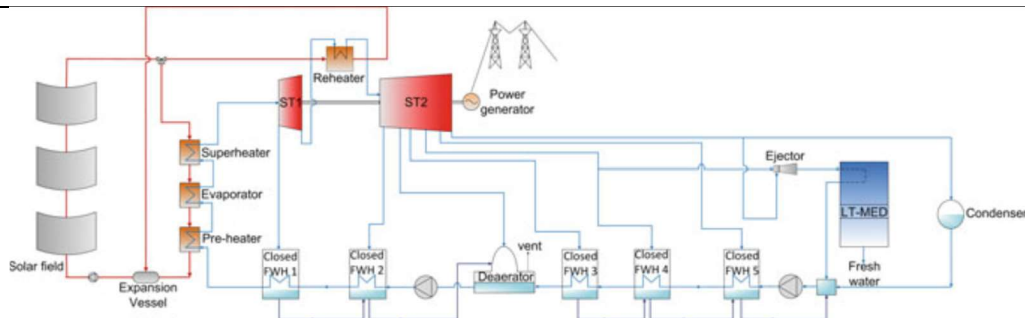 Reheater
ST1
ST2
Power
generator
Superheater
Ejector
Evaporator
LT-MED
Condenser
Pre-heater
Solar field
Expansion
Vessel
Closed
FWH 1
Closed
FWH 2
vent
Deaerator
Closed
FWH 3
Closed
FWH 4
Closed
FWH 5
Fresh
water